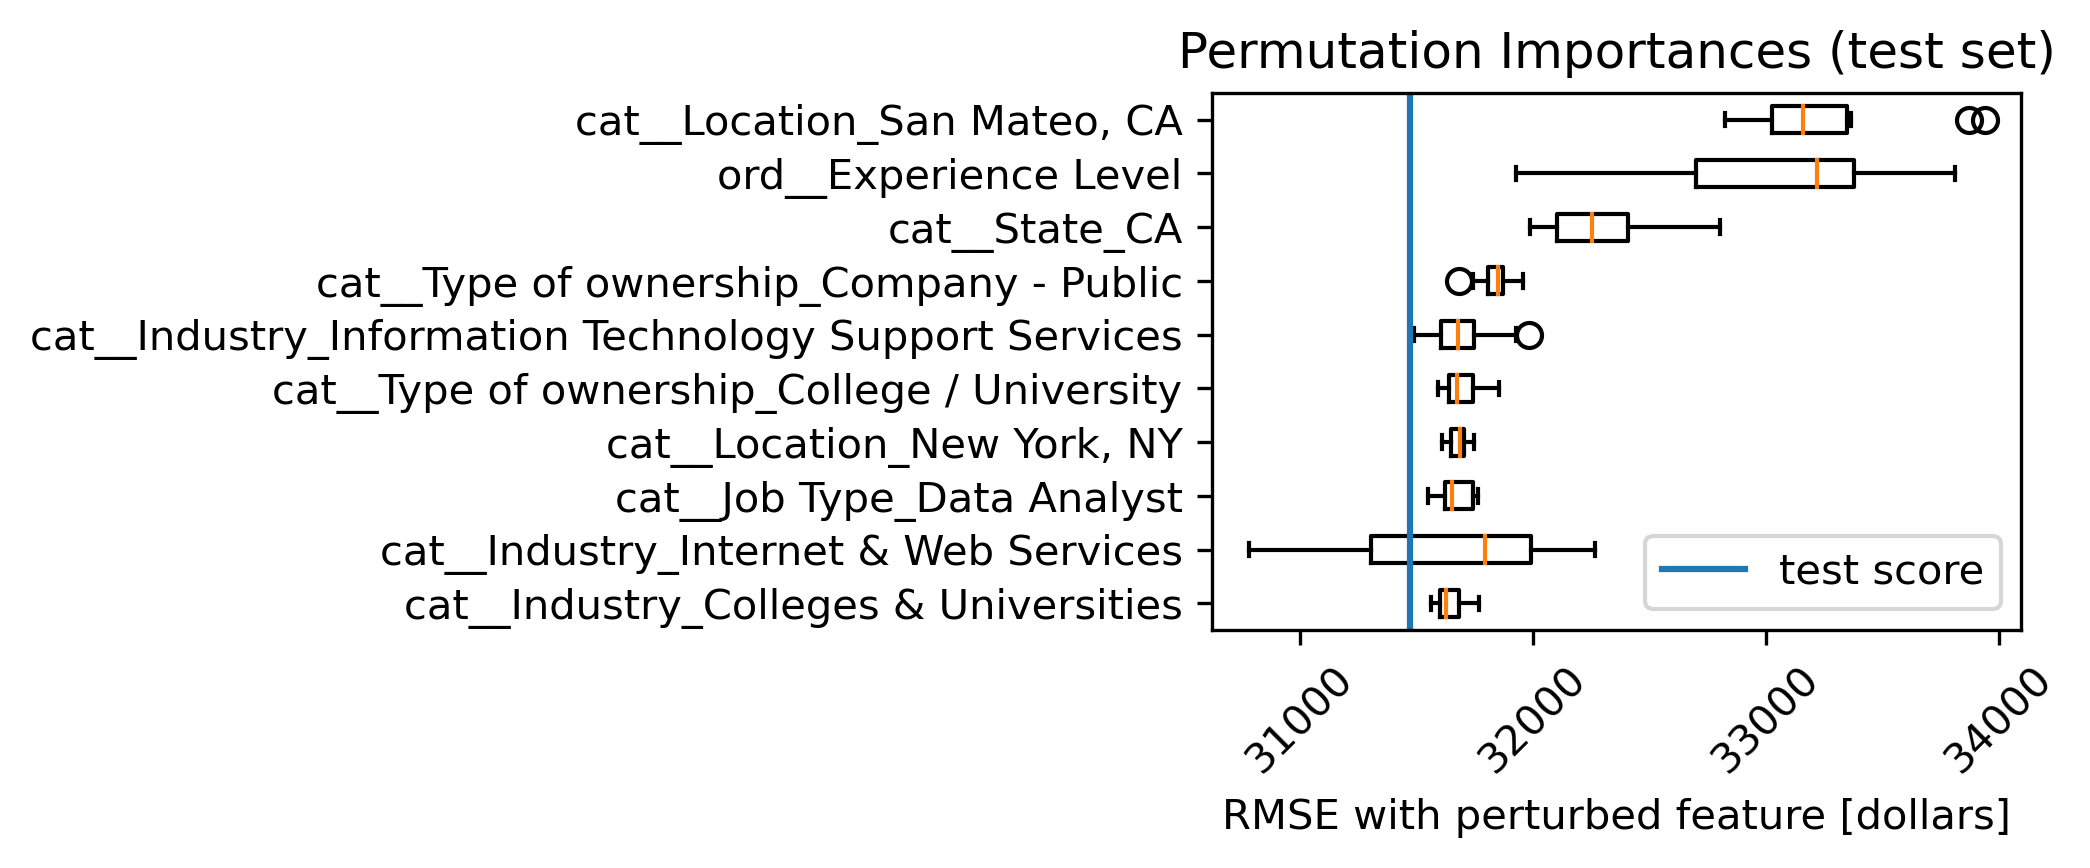 Permutation Importances (test set)
cat__Location_San Mateo, CA
ord__Experience Level
cat__State_CA
cat__Type of ownership_Company - Public
cat__Industry_Information Technology Support Services
cat__Type of ownership_College / University
cat__Location_New York, NY
cat__Job Type_Data Analyst
cat__Industry_Internet & Web Services
cat__Industry_Colleges & Universities
test score
31000
32000
33000
34000
RMSE with perturbed feature [dollars]